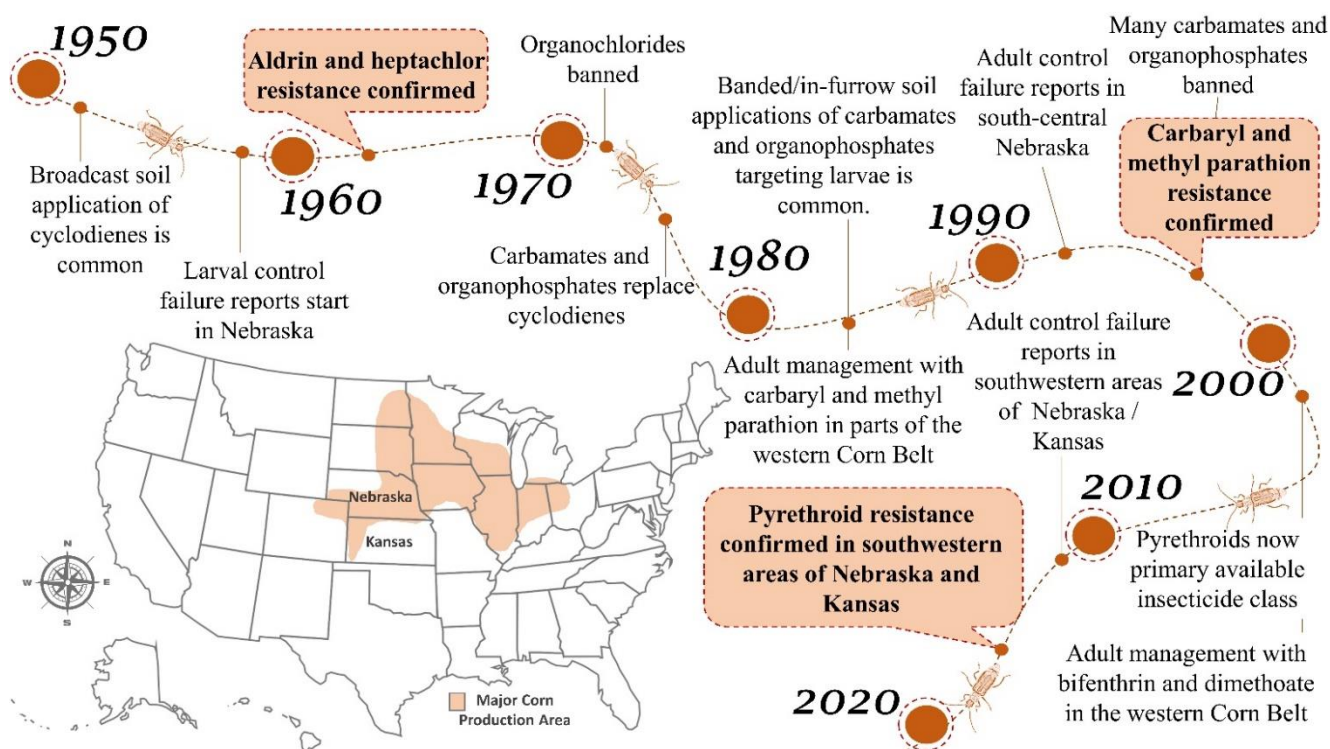 1950
Broadcast soil
application of
cyclodienes is
common
Larval control
failure reports start
in Nebraska
1960
Aldrin and heptachlor
resistance confirmed
1970
Organochlorides
banned
Carbamates and
organophosphates replace
cyclodienes
1980
Banded/in-furrow soil
applications of carbamates
and organophosphates
targeting larvae is
common.
Adult management with
carbaryl and methyl
parathion in parts of the
western Corn Belt
1990
Adult control
failure reports in
south-central
Nebraska
Many carbamates and
organophosphates
banned
Carbaryl and
methyl parathion
resistance
confirmed
2000
Adult management with
bifenthrin and dimethoate
in the western Corn Belt
Pyrethroids now
primary available
insecticide class
2010
Adult control failure
reports in
southwestern areas
of Nebraska /
Kansas
Pyrethroid resistance
confirmed in southwestern
areas of Nebraska and
Kansas
2020
Nebraska
Kansas
N
W
E
S
Major Corn
Production Area